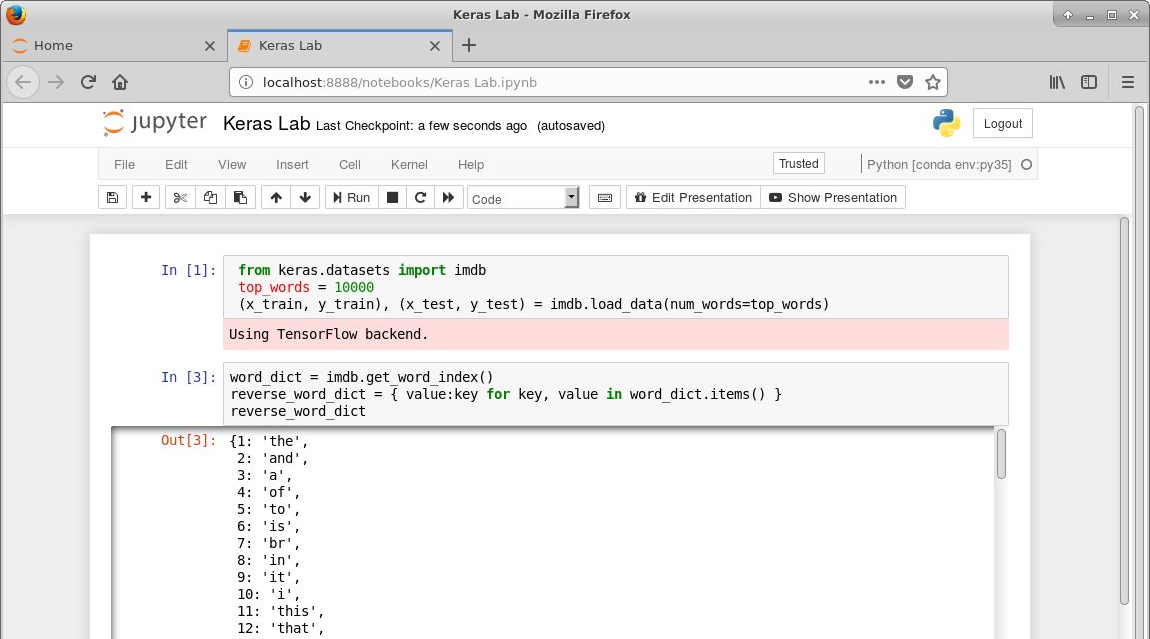 Keras Lab - Mozilla Firefox
Home
Keras Lab
localhost:8888/notebooks/Keras Lab.ipynb
jupyter Keras Lab Last Checkpoint: a few seconds ago (autosaved)
Logout
File Edit View Insert Cell Kernel Help
Trusted
Python [conda env:py35]
Run
Code
Edit Presentation
Show Presentation
In [1]: from keras.datasets import imdb
top_words = 10000
(x_train, y_train), (x_test, y_test) = imdb.load_data(num_words=top_words)
Using TensorFlow backend.
In [3]: word_dict = imdb.get_word_index()
reverse_word_dict = { value:key for key, value in word_dict.items() }
reverse_word_dict
Out[3]: {1: 'the',
2: 'and',
3: 'a',
4: 'of',
5: 'to',
6: 'is',
7: 'br',
8: 'in',
9: 'it',
10: 'i',
11: 'this',
12: 'that',